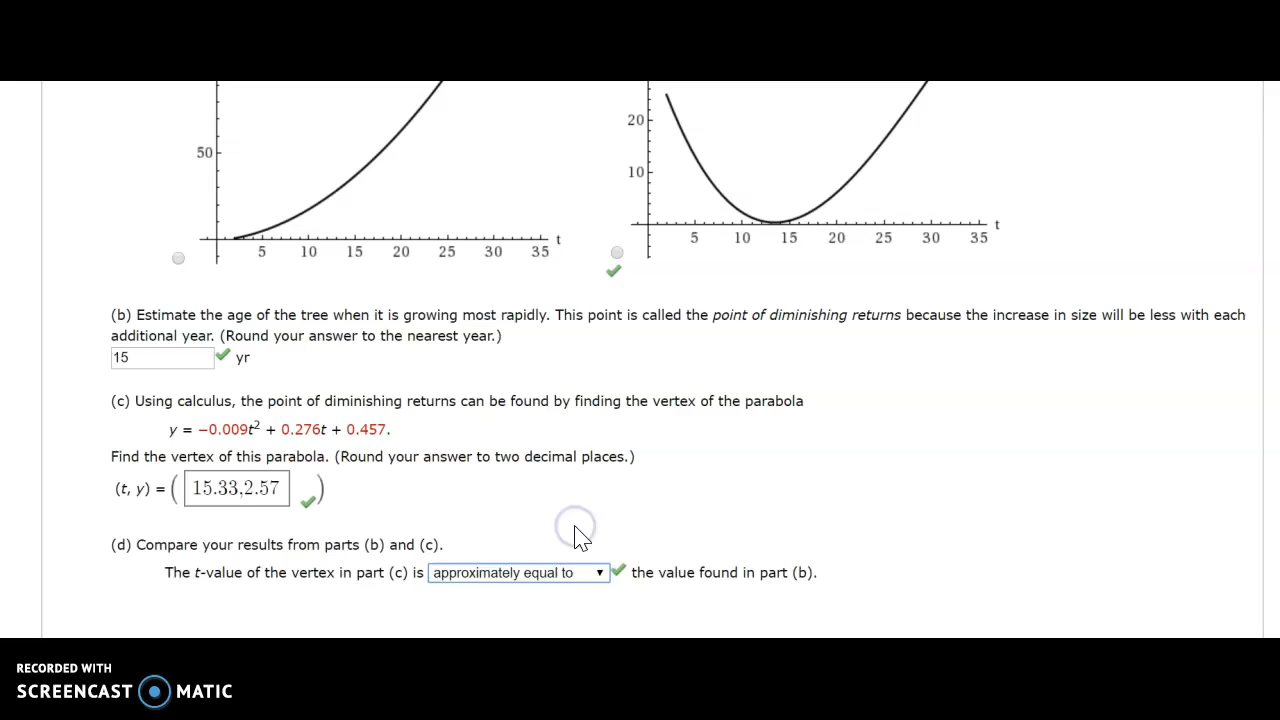 50
t
5 10 15 20 25 30 35
20
10
t
5 10 15 20 25 30 35
(b) Estimate the age of the tree when it is growing most rapidly. This point is called the point of diminishing returns because the increase in size will be less with each
additional year. (Round your answer to the nearest year.)
15 yr
(c) Using calculus, the point of diminishing returns can be found by finding the vertex of the parabola
y = −0.009t² + 0.276t + 0.457.
Find the vertex of this parabola. (Round your answer to two decimal places.)
(t, y) = ( 15.33,2.57 )
(d) Compare your results from parts (b) and (c).
The t-value of the vertex in part (c) is approximately equal to the value found in part (b).
RECORDED WITH
SCREENCAST MATIC